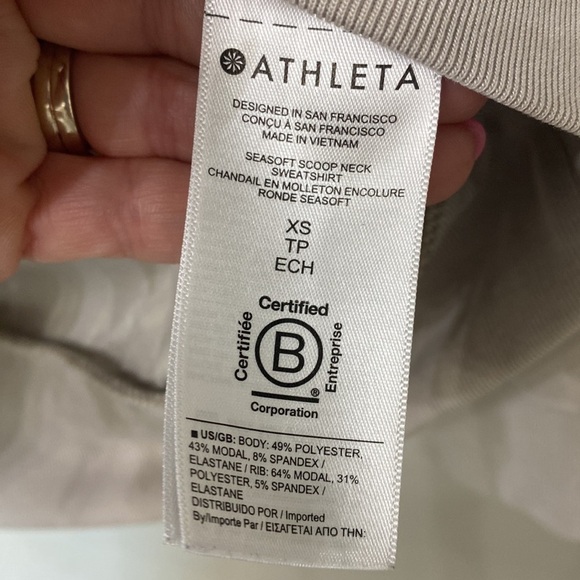 ATHLETA
DESIGNED IN SAN FRANCISCO
CONÇU À SAN FRANCISCO
MADE IN VIETNAM
SEASOFT SCOOP NECK
SWEATSHIRT
CHANDAIL EN MOLLETON ENCOLURE
RONDE SEASOFT
XS
TP
ECH
Certified
Certifiée
B
Entreprise
®
Corporation
■ US/GB: BODY: 49% POLYESTER,
43% MODAL, 8% SPANDEX /
ELASTANE / RIB: 64% MODAL, 31%
POLYESTER, 5% SPANDEX /
ELASTANE
DISTRIBUIDO POR / Imported
By/Importe Par / ΕΙΣΑΓΕΤΑΙ ΑΠΟ ΤΗΝ: